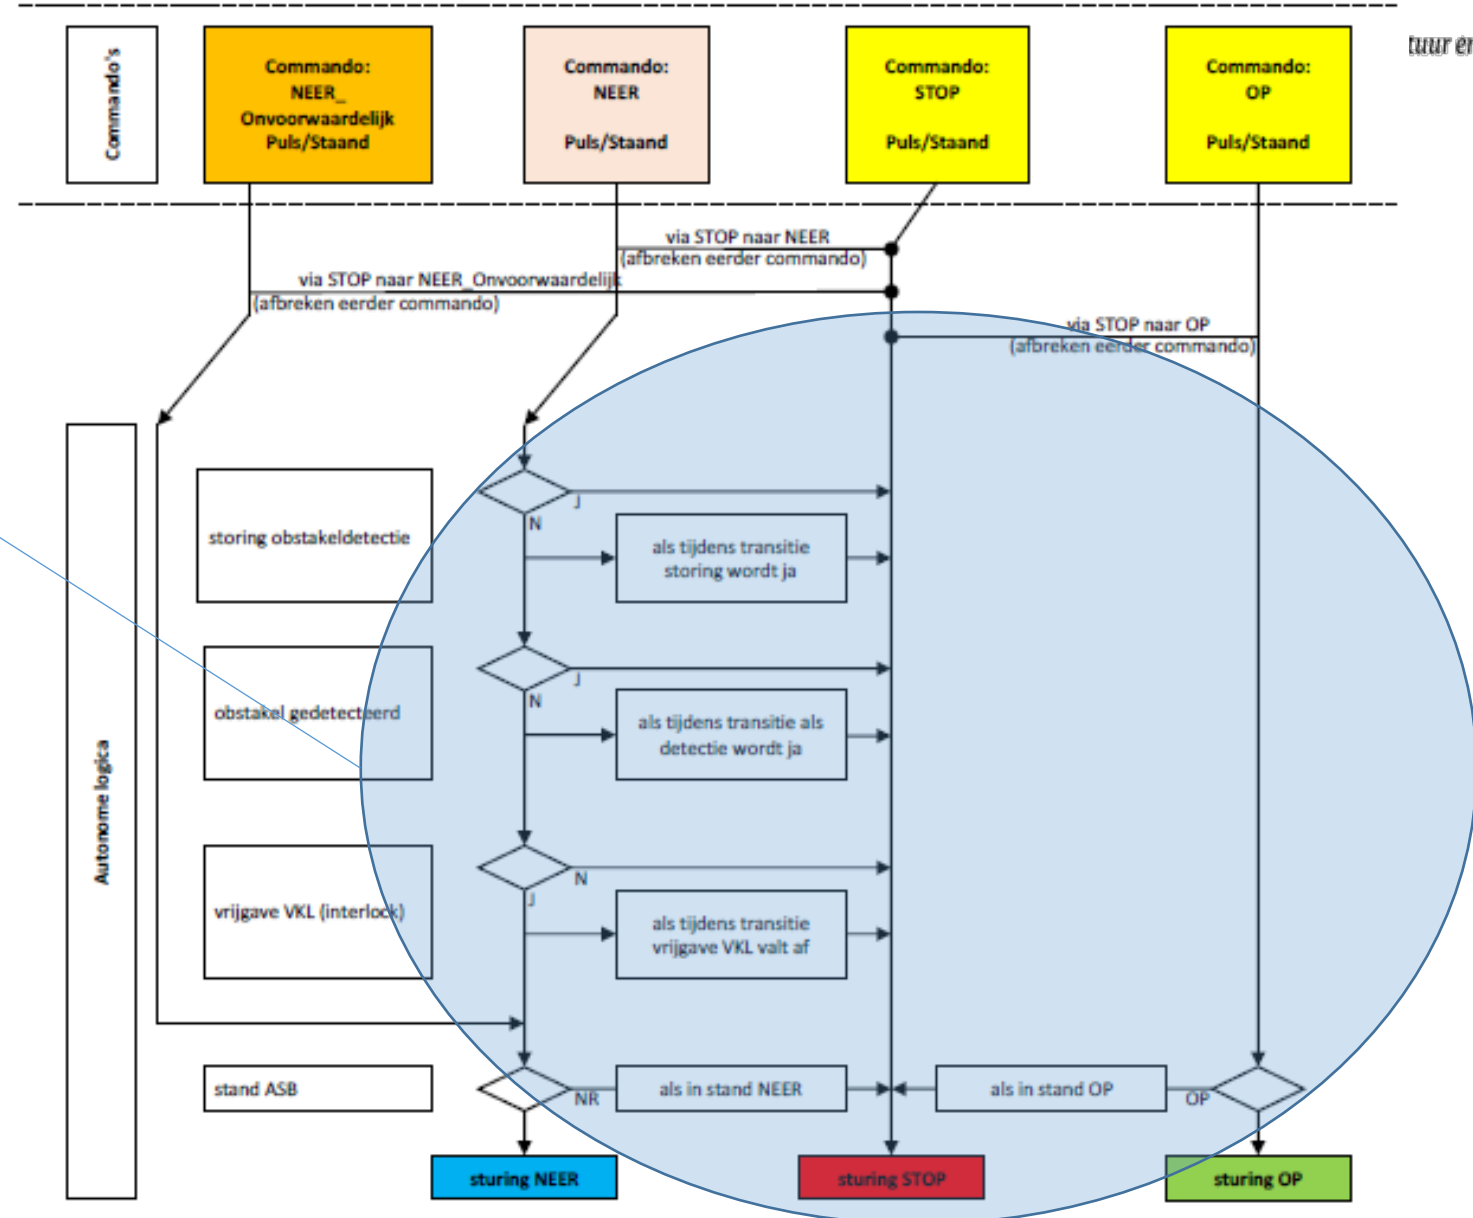 Commando's
Commando:
NEER_
Onvoorwaardelijk
Puls/Staand
Commando:
NEER
Puls/Staand
Commando:
STOP
Puls/Staand
Commando:
OP
Puls/Staand
tuur en
via STOP naar NEER
(afbreken eerder commando)
via STOP naar NEER_Onvoorwaardelijk
(afbreken eerder commando)
via STOP naar OP
(afbreken eerder commando)
Autonome logica
storing obstakeldetectie
J
N
als tijdens transitie
storing wordt ja
obstakel gedetecteerd
J
N
als tijdens transitie als
detectie wordt ja
vrijgave VKL (interlock)
N
J
als tijdens transitie
vrijgave VKL valt af
stand ASB
NR
als in stand NEER
als in stand OP
OP
sturing NEER
sturing STOP
sturing OP